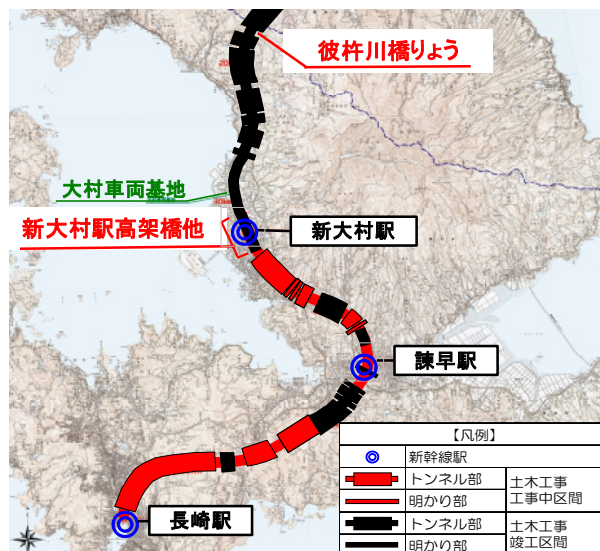 彼杵川橋りょう
大村車両基地
新大村駅高架橋他
新大村駅
諫早駅
長崎駅
【凡例】
新幹線駅
トンネル部
明かり部
土木工事
工事中区間
トンネル部
明かり部
土木工事
竣工区間